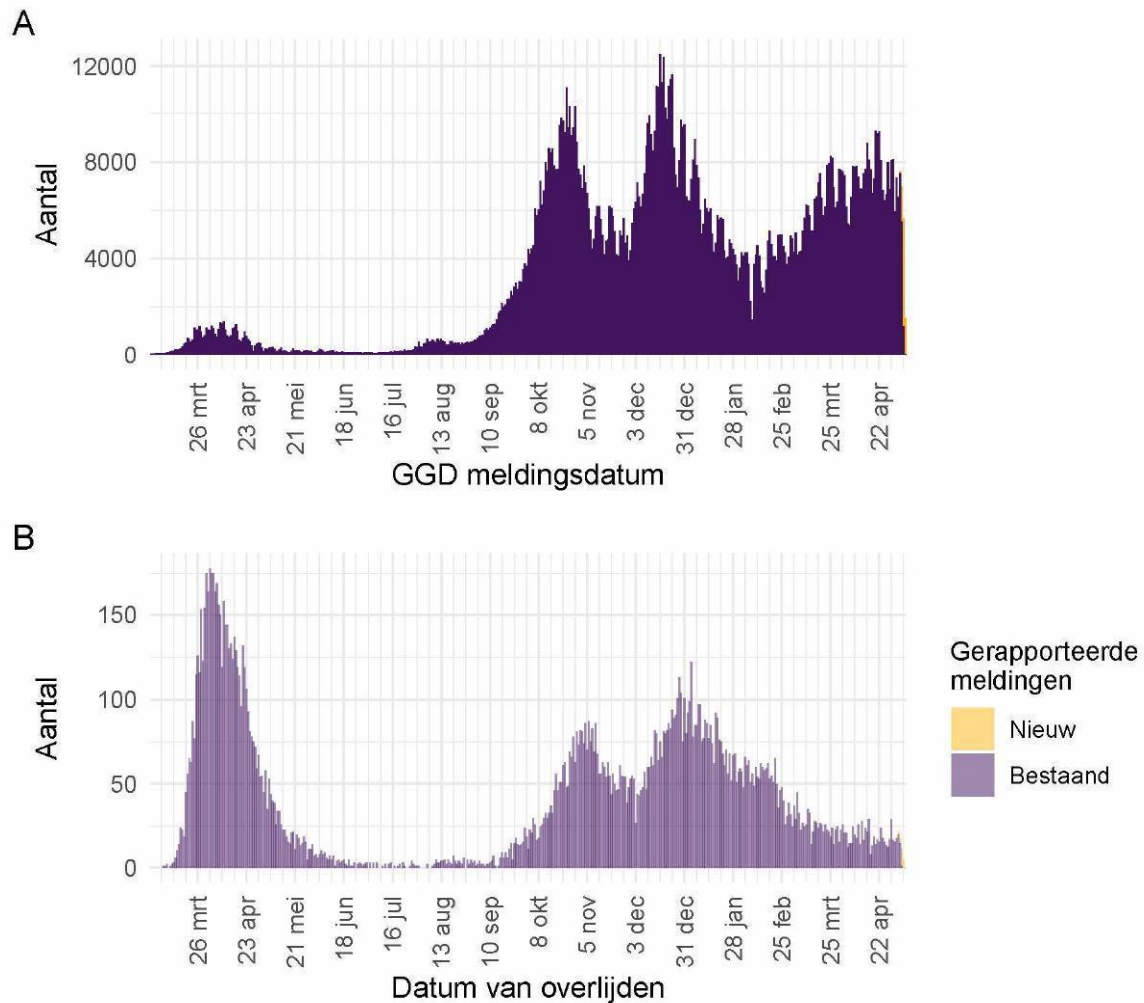 A
Aantal
12000
8000
4000
0
26 mrt
23 apr
21 mei
18 jun
16 jul
13 aug
10 sep
8 okt
5 nov
3 dec
31 dec
28 jan
25 feb
25 mrt
22 apr
GGD meldingsdatum
B
Aantal
150
100
50
0
26 mrt
23 apr
21 mei
18 jun
16 jul
13 aug
10 sep
8 okt
5 nov
3 dec
31 dec
28 jan
25 feb
25 mrt
22 apr
Datum van overlijden
Gerapporteerde
meldingen
Nieuw
Bestaand